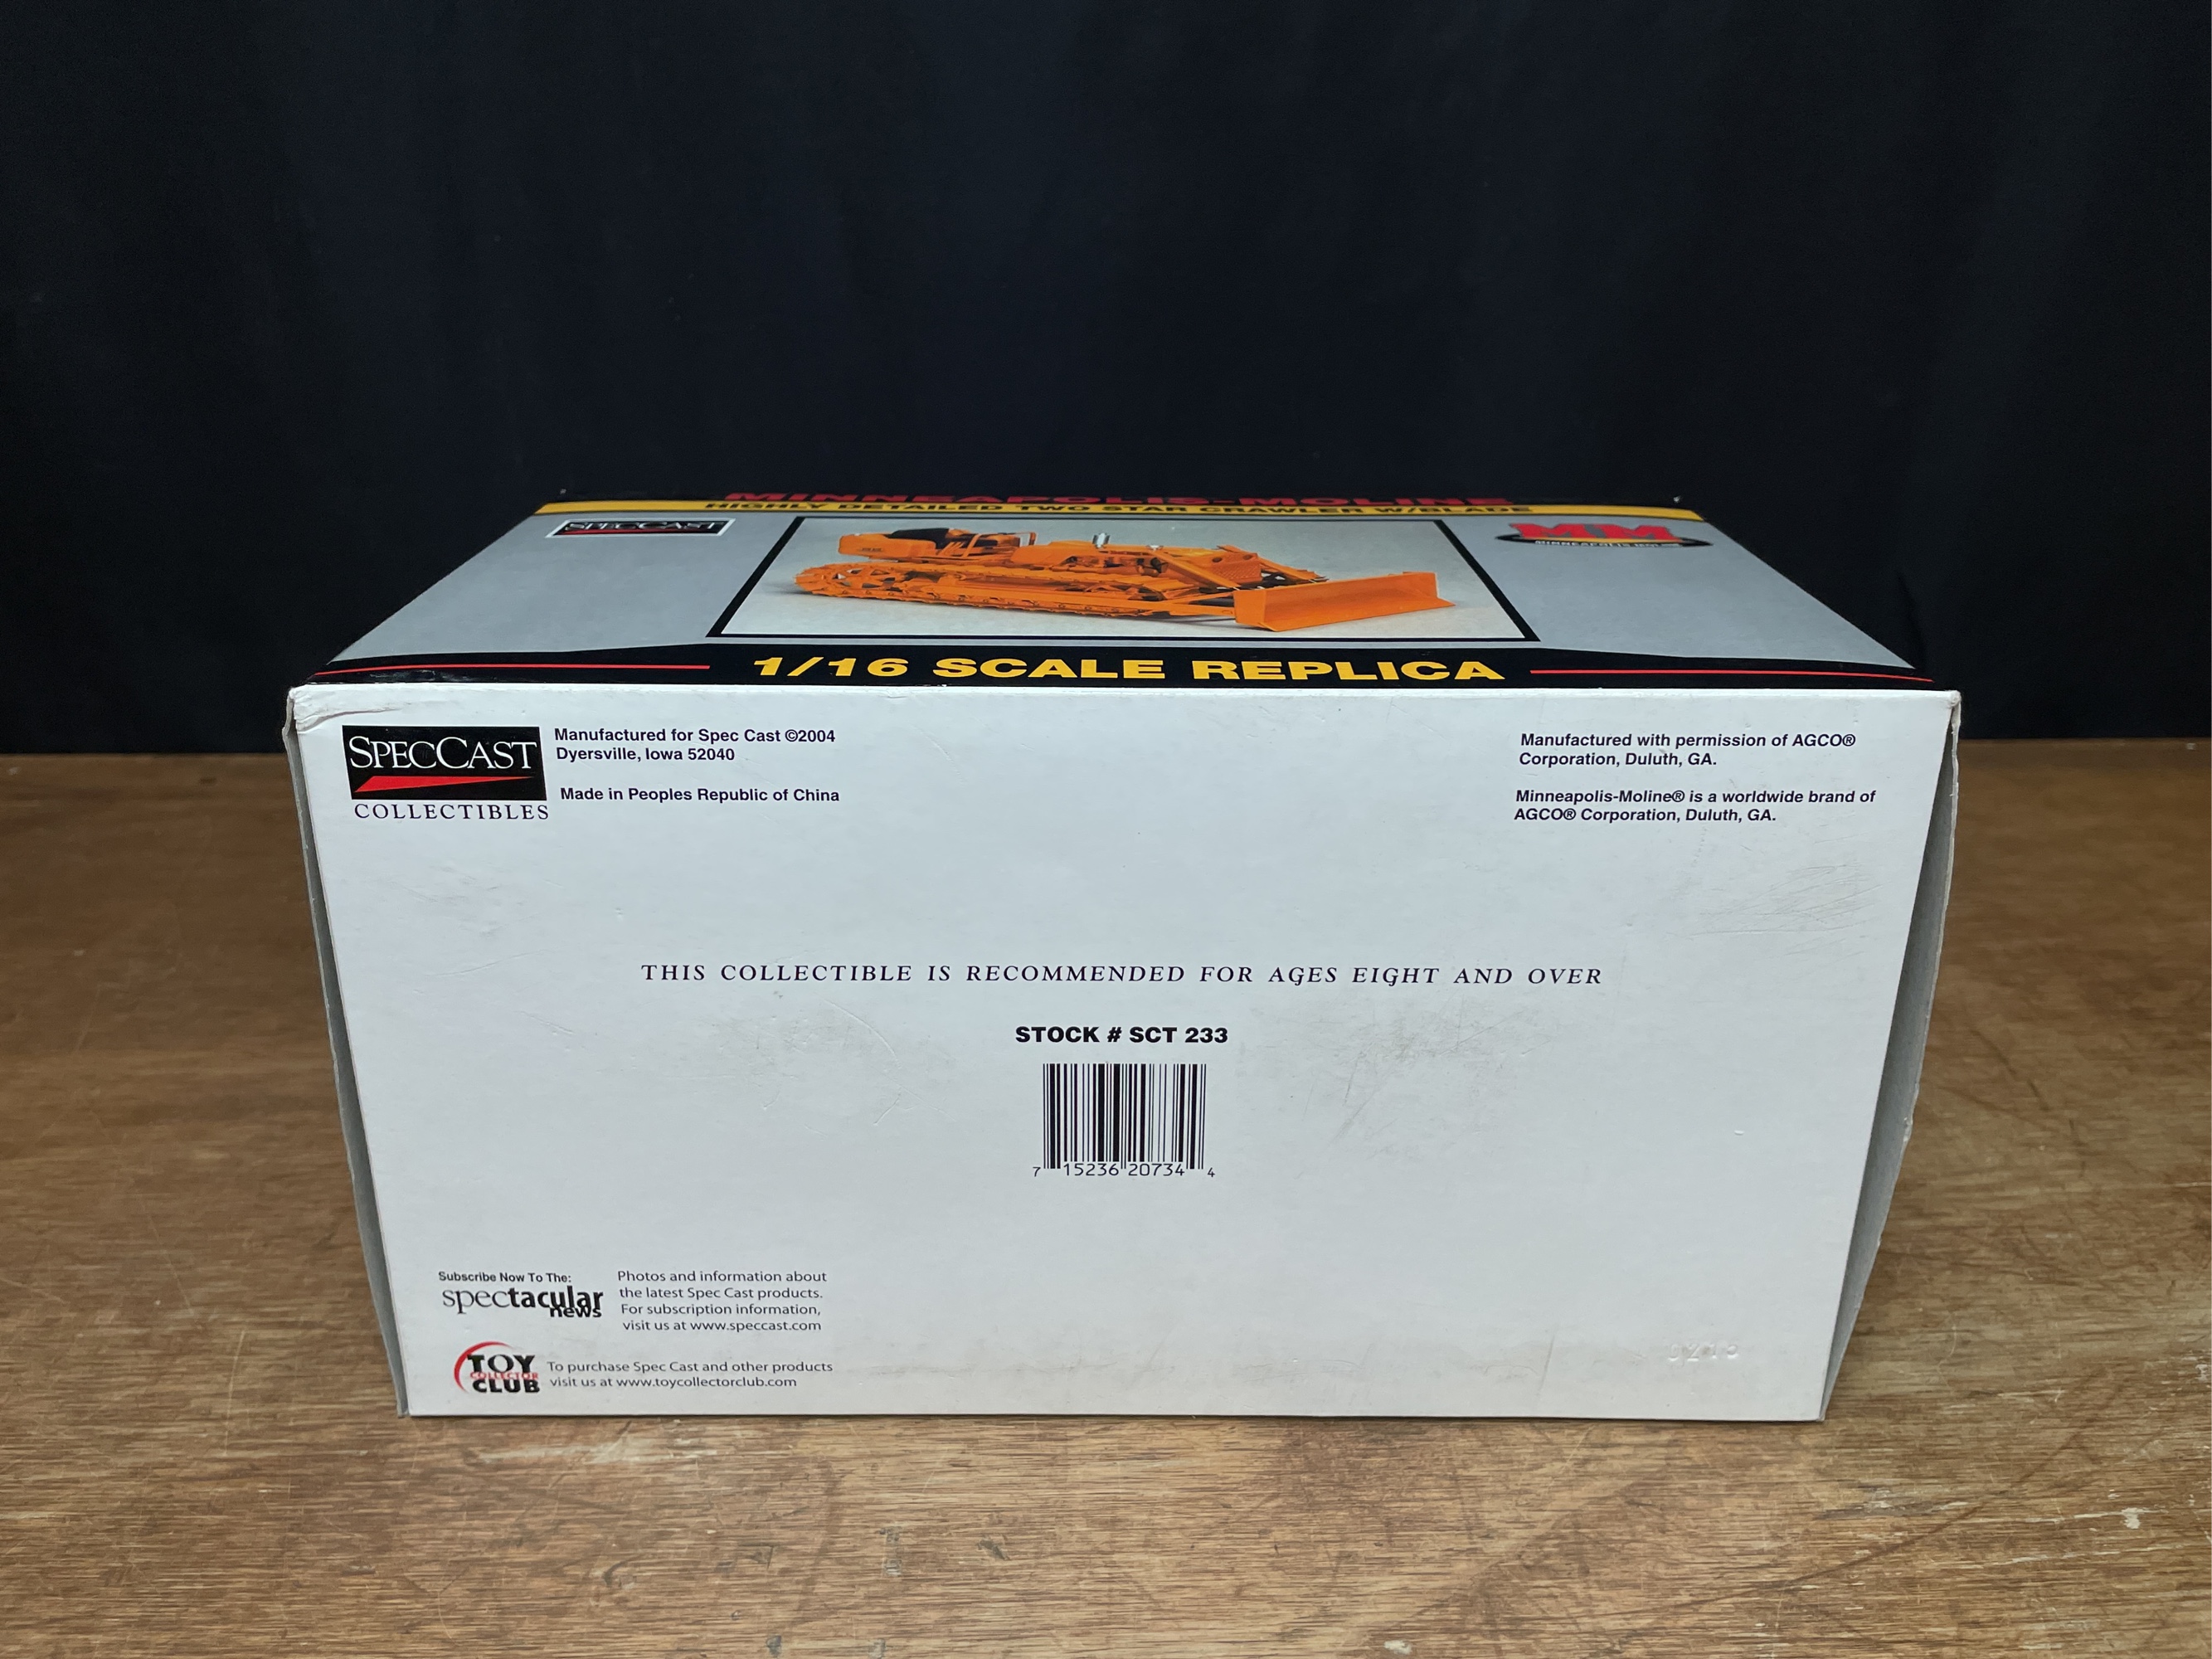 MINNEAPOLIS-MOLINE
HIGHLY DETAILED TWO STAR CRAWLER W/BLADE
SPECCAST
MM
MINNEAPOLIS-MOLINE
1/16 SCALE REPLICA
SPECCAST
COLLECTIBLES
Manufactured for Spec Cast ©2004
Dyersville, Iowa 52040
Made in Peoples Republic of China
Manufactured with permission of AGCO®
Corporation, Duluth, GA.
Minneapolis-Moline® is a worldwide brand of
AGCO® Corporation, Duluth, GA.
THIS COLLECTIBLE IS RECOMMENDED FOR AGES EIGHT AND OVER
STOCK # SCT 233
7 15236 20734 4
Subscribe Now To The:
spectacular
news
Photos and information about
the latest Spec Cast products.
For subscription information,
visit us at www.speccast.com
TOY
COLLECTOR
CLUB
To purchase Spec Cast and other products
visit us at www.toycollectorclub.com